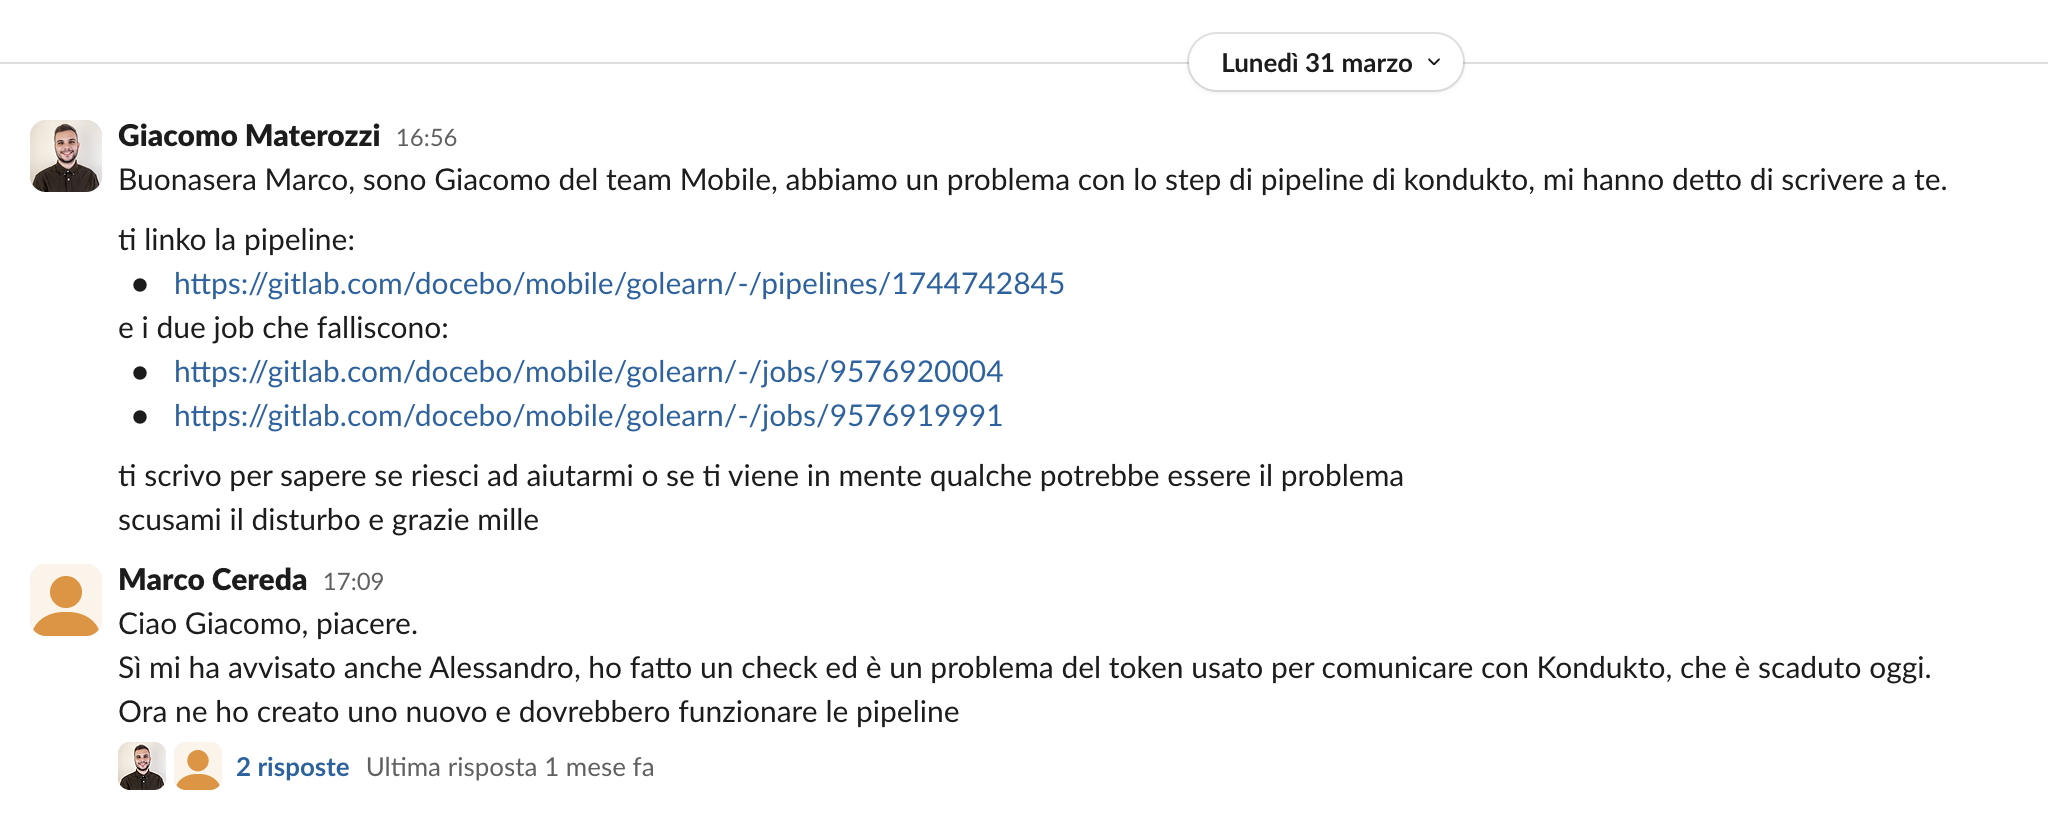 Lunedì 31 marzo
Giacomo Materozzi 16:56
Buonasera Marco, sono Giacomo del team Mobile, abbiamo un problema con lo step di pipeline di kondukto, mi hanno detto di scrivere a te.
ti linko la pipeline:
● https://gitlab.com/docebo/mobile/golearn/-/pipelines/1744742845
e i due job che falliscono:
● https://gitlab.com/docebo/mobile/golearn/-/jobs/9576920004
● https://gitlab.com/docebo/mobile/golearn/-/jobs/9576919991
ti scrivo per sapere se riesci ad aiutarmi o se ti viene in mente qualche potrebbe essere il problema
scusami il disturbo e grazie mille
Marco Cereda 17:09
Ciao Giacomo, piacere.
Sì mi ha avvisato anche Alessandro, ho fatto un check ed è un problema del token usato per comunicare con Kondukto, che è scaduto oggi.
Ora ne ho creato uno nuovo e dovrebbero funzionare le pipeline
2 risposte Ultima risposta 1 mese fa